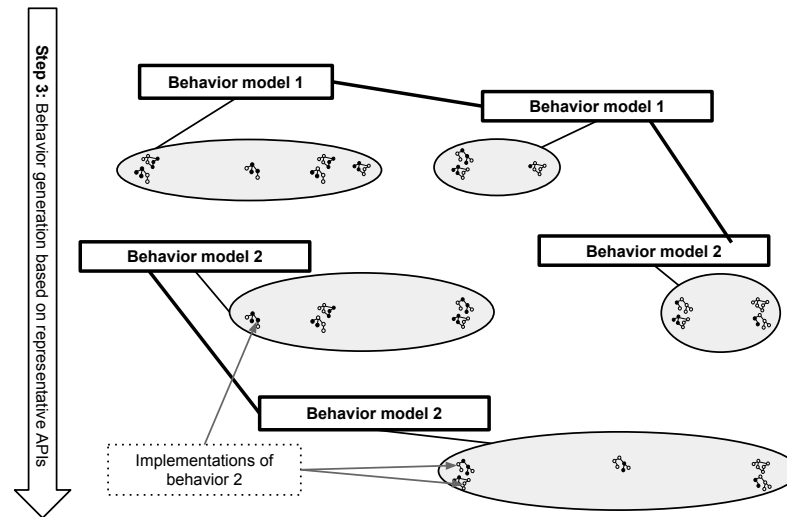 Step 3: Behavior generation based on representative APIs
Behavior model 1
Behavior model 1
Behavior model 2
Behavior model 2
Behavior model 2
Implementations of
behavior 2